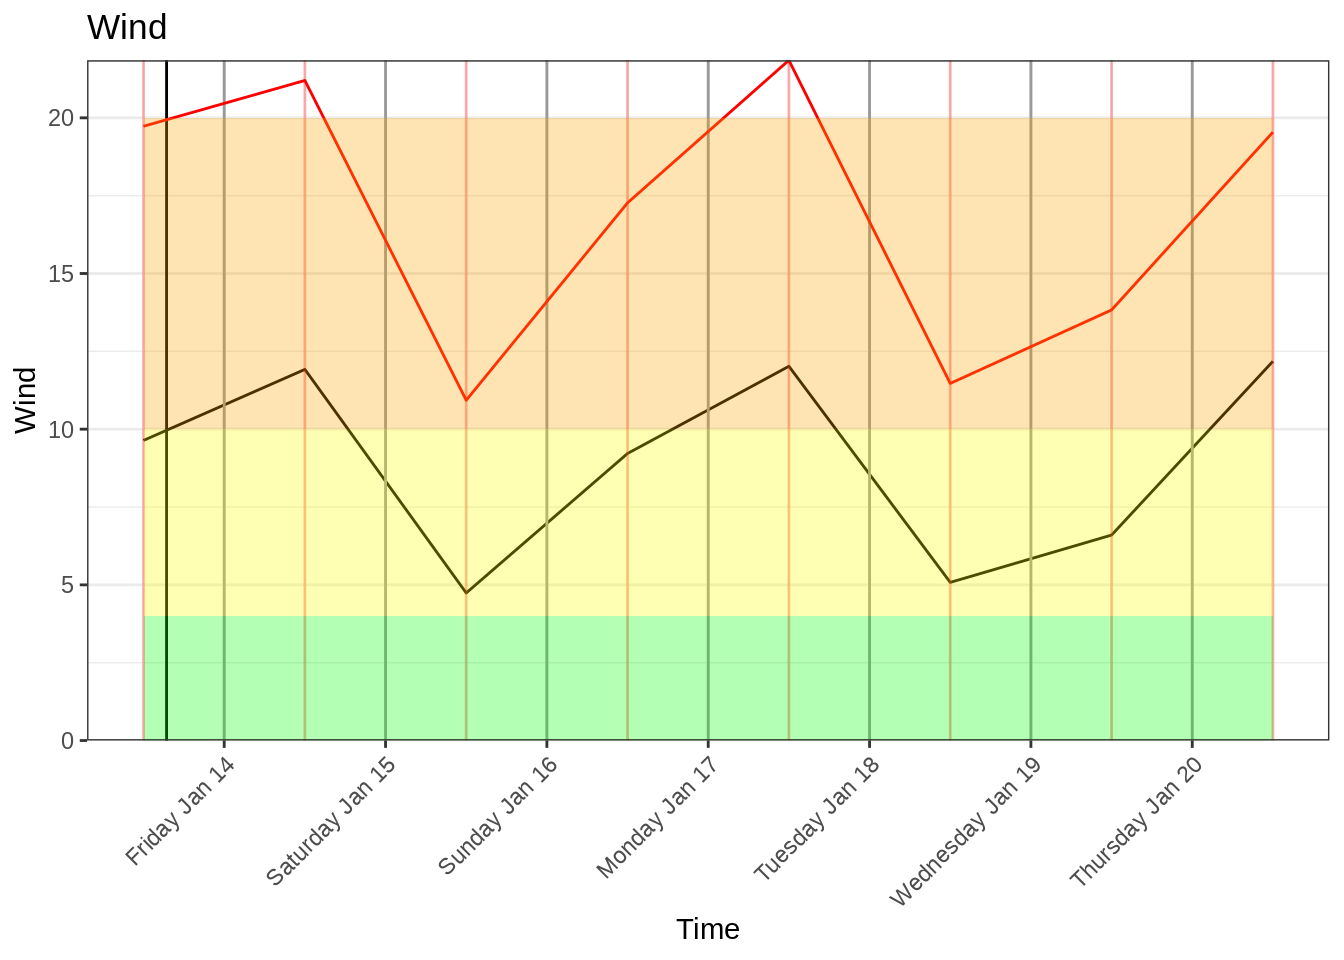 Wind
20
15
10
5
0
Wind
Friday Jan 14
Saturday Jan 15
Sunday Jan 16
Monday Jan 17
Tuesday Jan 18
Wednesday Jan 19
Thursday Jan 20
Time